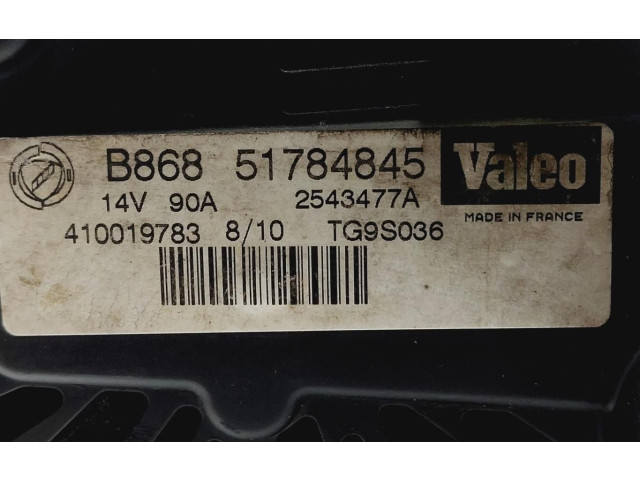 B868 51784845
Valeo
14V 90A 2543477A
MADE IN FRANCE
410019783 8/10 TG9S036